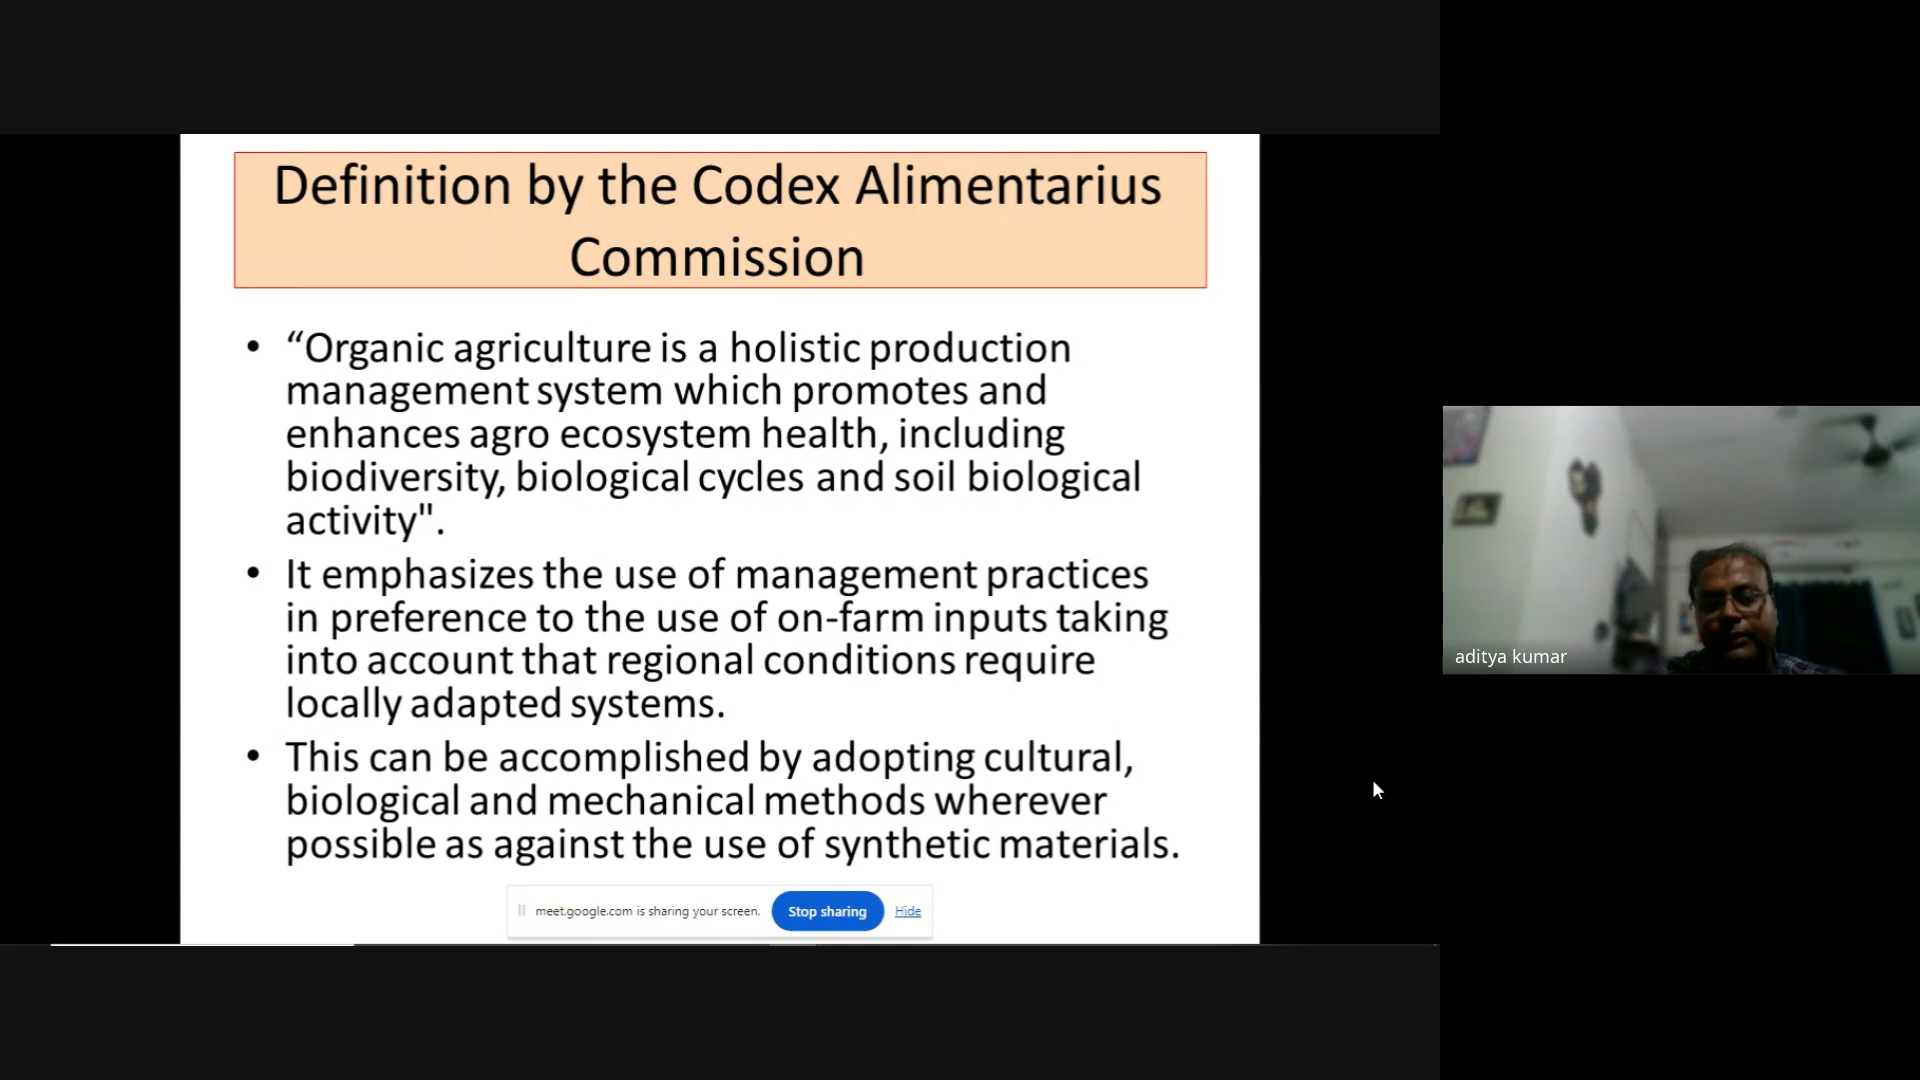 Definition by the Codex Alimentarius
Commission
• “Organic agriculture is a holistic production
management system which promotes and
enhances agro ecosystem health, including
biodiversity, biological cycles and soil biological
activity".
• It emphasizes the use of management practices
in preference to the use of on-farm inputs taking
into account that regional conditions require
locally adapted systems.
• This can be accomplished by adopting cultural,
biological and mechanical methods wherever
possible as against the use of synthetic materials.
meet.google.com is sharing your screen. Stop sharing Hide
aditya kumar